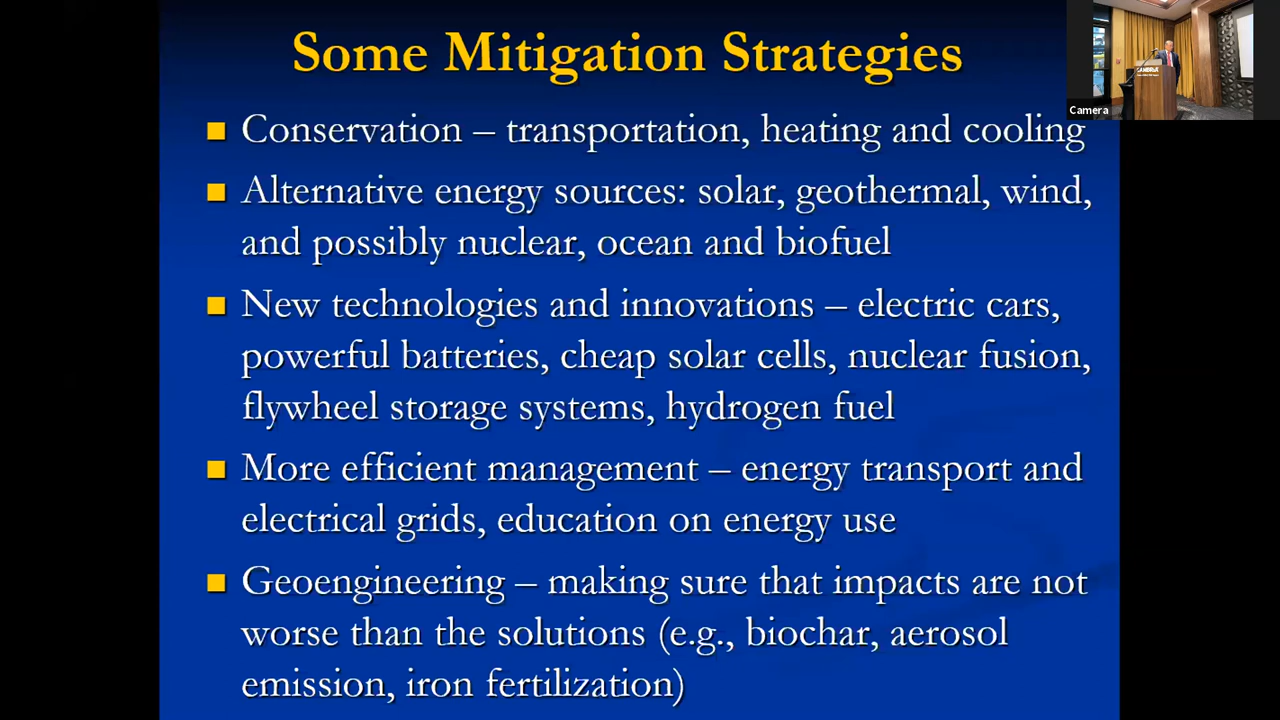 Some Mitigation Strategies
Camera
Conservation – transportation, heating and cooling
Alternative energy sources: solar, geothermal, wind,
and possibly nuclear, ocean and biofuel
New technologies and innovations – electric cars,
powerful batteries, cheap solar cells, nuclear fusion,
flywheel storage systems, hydrogen fuel
More efficient management – energy transport and
electrical grids, education on energy use
Geoengineering – making sure that impacts are not
worse than the solutions (e.g., biochar, aerosol
emission, iron fertilization)